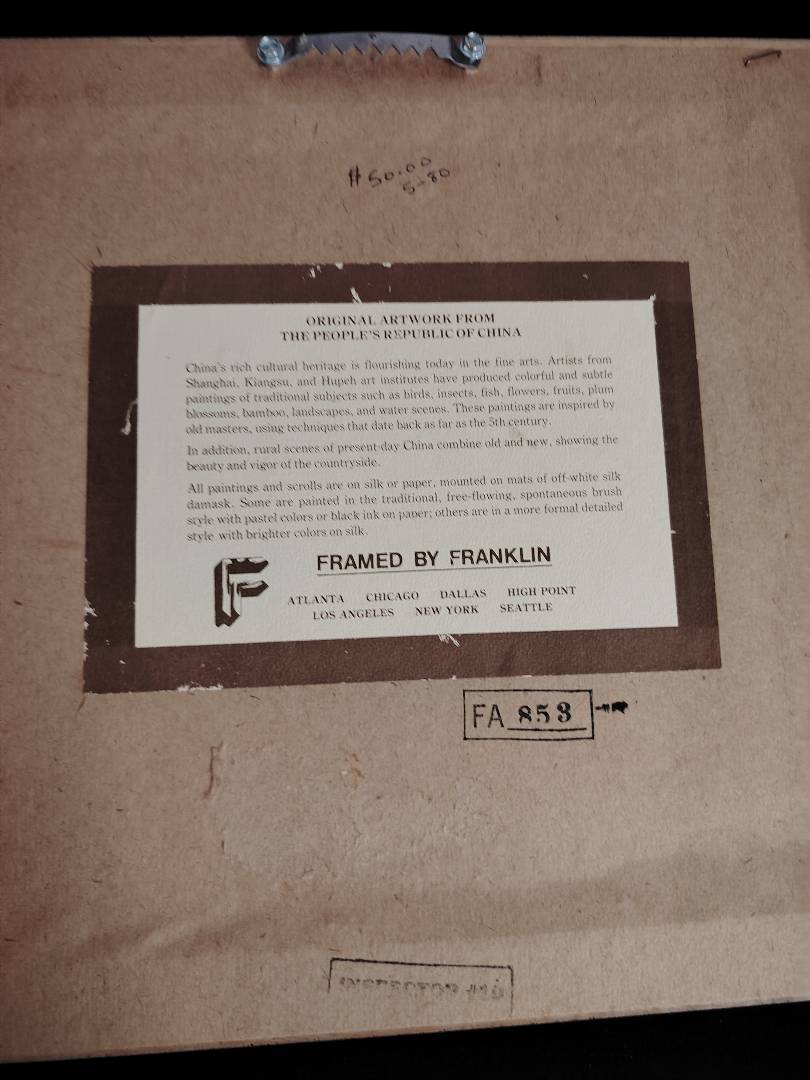 $50.00
5-80
ORIGINAL ARTWORK FROM
THE PEOPLE'S REPUBLIC OF CHINA
China's rich cultural heritage is flourishing today in the fine arts. Artists from
Shanghai, Kiangsu, and Hupeh art institutes have produced colorful and subtle
paintings of traditional subjects such as birds, insects, fish, flowers, fruits, plum
blossoms, bamboo, landscapes, and water scenes. These paintings are inspired by
old masters, using techniques that date back as far as the 5th century.
In addition, rural scenes of present-day China combine old and new, showing the
beauty and vigor of the countryside.
All paintings and scrolls are on silk or paper, mounted on mats of off-white silk
damask. Some are painted in the traditional, free-flowing, spontaneous brush
style with pastel colors or black ink on paper; others are in a more formal detailed
style with brighter colors on silk.
F
FRAMED BY FRANKLIN
ATLANTA CHICAGO DALLAS HIGH POINT
LOS ANGELES NEW YORK SEATTLE
FA 853